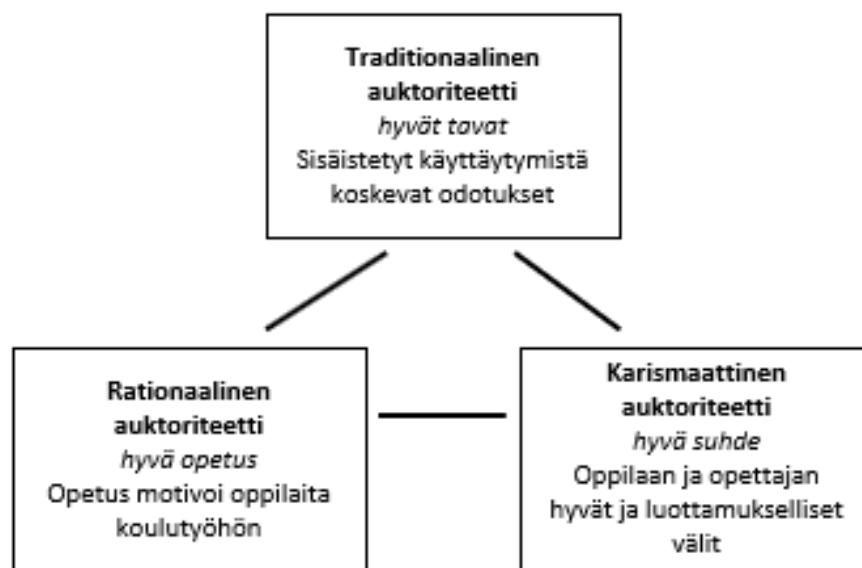 Traditionaalinen
auktoriteetti
hyvät tavat
Sisäistetyt käyttäytymistä
koskevat odotukset
Rationaalinen
auktoriteetti
hyvä opetus
Opetus motivoi oppilaita
koulutyöhön
Karismaattinen
auktoriteetti
hyvä suhde
Oppilaan ja opettajan
hyvät ja luottamukselliset
välit